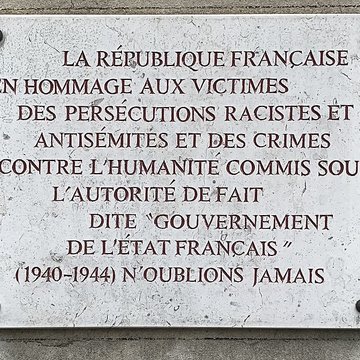 LA RÉPUBLIQUE FRANÇAISE
EN HOMMAGE AUX VICTIMES
DES PERSÉCUTIONS RACISTES ET
ANTISÉMITES ET DES CRIMES
CONTRE L'HUMANITÉ COMMIS SOU
L'AUTORITÉ DE FAIT
DITE "GOUVERNEMENT
DE L'ÉTAT FRANÇAIS"
(1940-1944) N'OUBLIONS JAMAIS